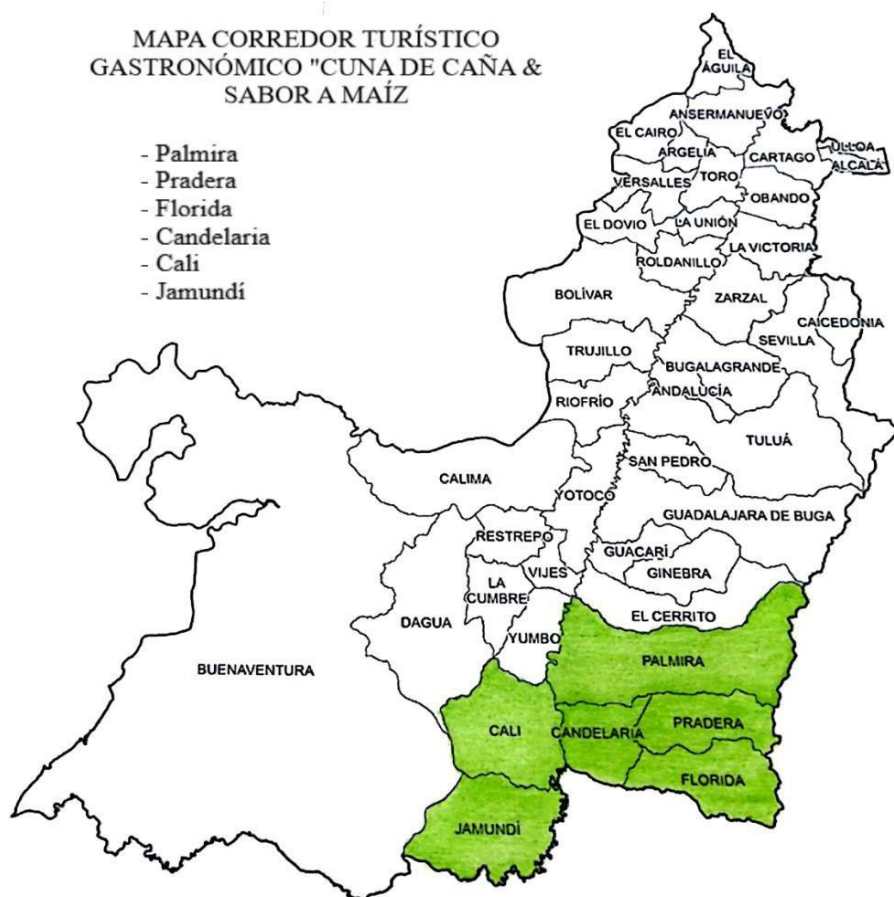 MAPA CORREDOR TURÍSTICO
GASTRONÓMICO "CUNA DE CAÑA &
SABOR A MAÍZ
- Palmira
- Pradera
- Florida
- Candelaria
- Cali
- Jamundí
EL
ÁGUILA
ANSERMANUEVO
EL CAIRO
ARGELIA
CARTAGO
ULLOA
ALCALÁ
VERSALLES
TORO
OBANDO
EL DOVIO
LA UNIÓN
LA VICTORIA
ROLDANILLO
BOLÍVAR
ZARZAL
CAICEDONIA
SEVILLA
TRUJILLO
BUGALAGRANDE
ANDALUCÍA
RIOFRÍO
TULUÁ
SAN PEDRO
CALIMA
YOTOCO
GUADALAJARA DE BUGA
RESTREPO
GUACARÍ
VIJES
GINEBRA
LA
CUMBRE
EL CERRITO
DAGUA
YUMBO
PALMIRA
BUENAVENTURA
PRADERA
CALI
CANDELARIA
FLORIDA
JAMUNDÍ